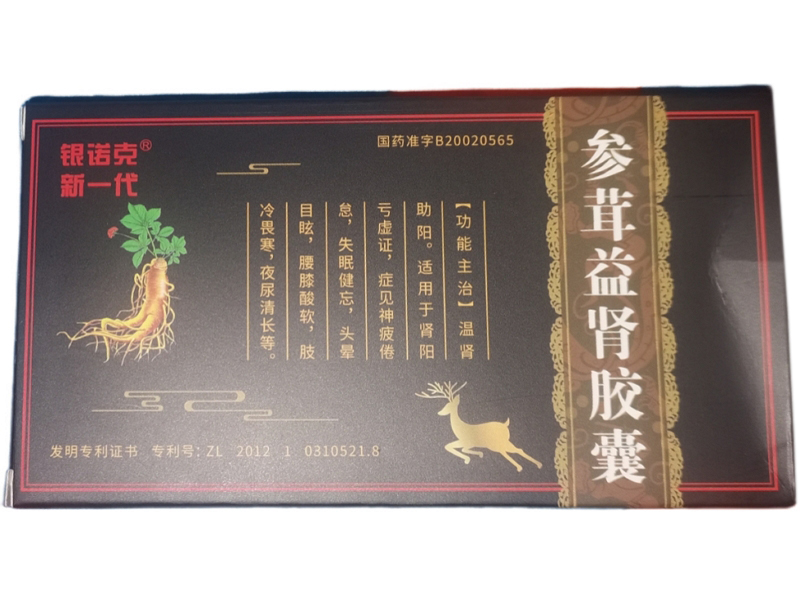 银诺克®
新一代
国药准字B20020565
参茸益肾胶囊
【功能主治】温肾
助阳。适用于肾阳
亏虚证，症见神疲倦
怠，失眠健忘，头晕
目眩，腰膝酸软，肢
冷畏寒，夜尿清长等。
发明专利证书 专利号: ZL 2012 1 0310521.8